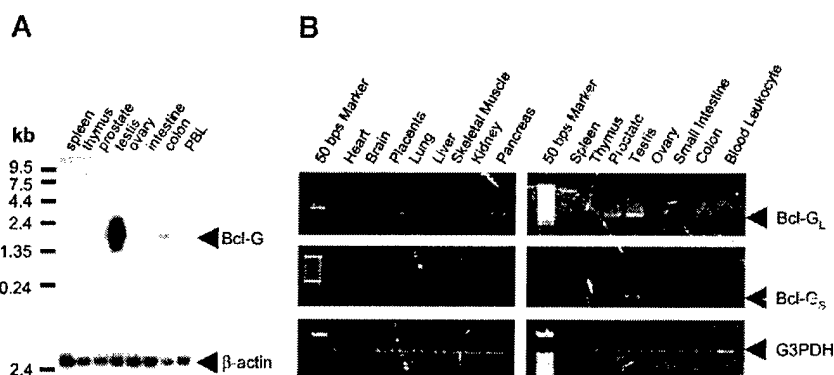 A
kb
spleen
thymus
prostate
testis
ovary
intestine
colon
PBL
9.5
7.5
4.4
2.4
1.35
0.24
2.4
Bcl-G
β-actin
B
50 bps Marker
Heart
Brain
Placenta
Lung
Liver
Skeletal Muscle
Kidney
Pancreas
50 bps Marker
Spleen
Thymus
Prostate
Testis
Ovary
Small Intestine
Colon
Blood Leukocyte
Bcl-GL
Bcl-GS
G3PDH